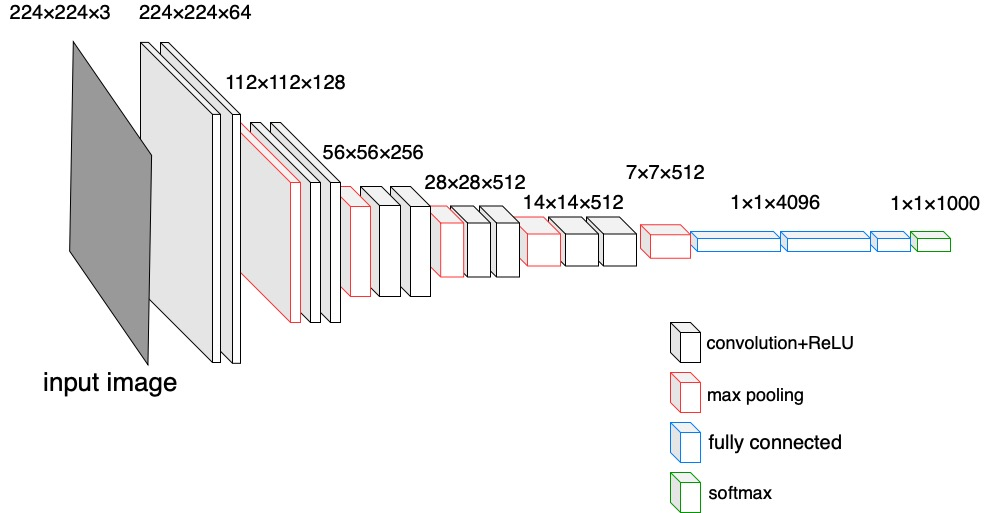 224×224×3
224×224×64
112×112×128
56×56×256
28×28×512
14×14×512
7×7×512
1×1×4096
1×1×1000
input image
convolution+ReLU
max pooling
fully connected
softmax